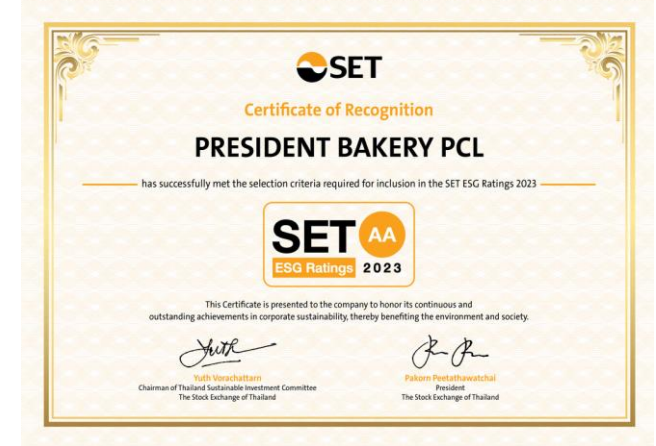 SET
Certificate of Recognition
PRESIDENT BAKERY PCL
has successfully met the selection criteria required for inclusion in the SET ESG Ratings 2023
SET AA
ESG Ratings 2023
This Certificate is presented to the company to honor its continuous and
outstanding achievements in corporate sustainability, thereby benefiting the environment and society.
Yuth Vorachattarn
Chairman of Thailand Sustainable Investment Committee
The Stock Exchange of Thailand
Pakorn Peetathawatchai
President
The Stock Exchange of Thailand